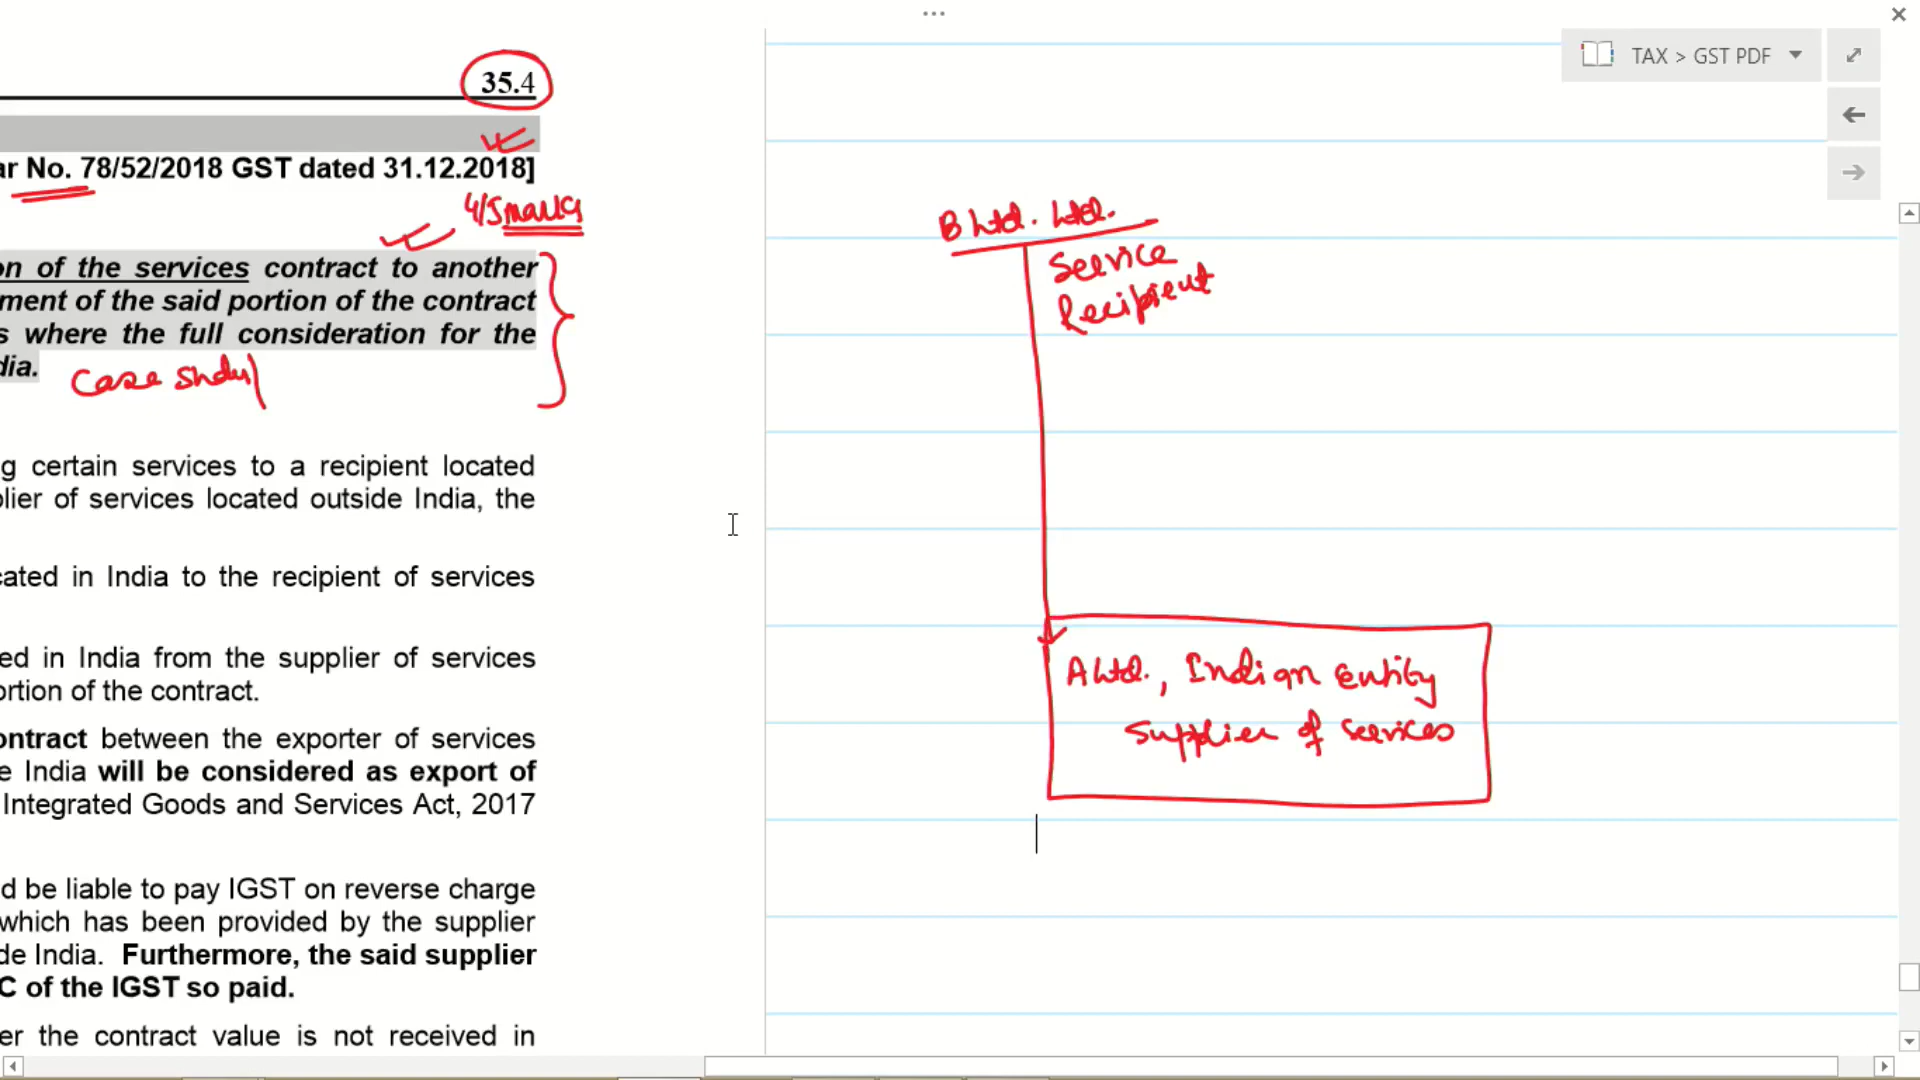 35.4
ar No. 78/52/2018 GST dated 31.12.2018]
4/5 marks
on of the services contract to another
ment of the said portion of the contract
s where the full consideration for the
dia.
Case Study
g certain services to a recipient located
plier of services located outside India, the
cated in India to the recipient of services
ed in India from the supplier of services
ortion of the contract.
ontract between the exporter of services
e India will be considered as export of
Integrated Goods and Services Act, 2017
d be liable to pay IGST on reverse charge
which has been provided by the supplier
de India. Furthermore, the said supplier
C of the IGST so paid.
er the contract value is not received in
TAX > GST PDF
B Ltd. Ltd.
Service
Recipient
A Ltd., Indian entity
Supplier of Services